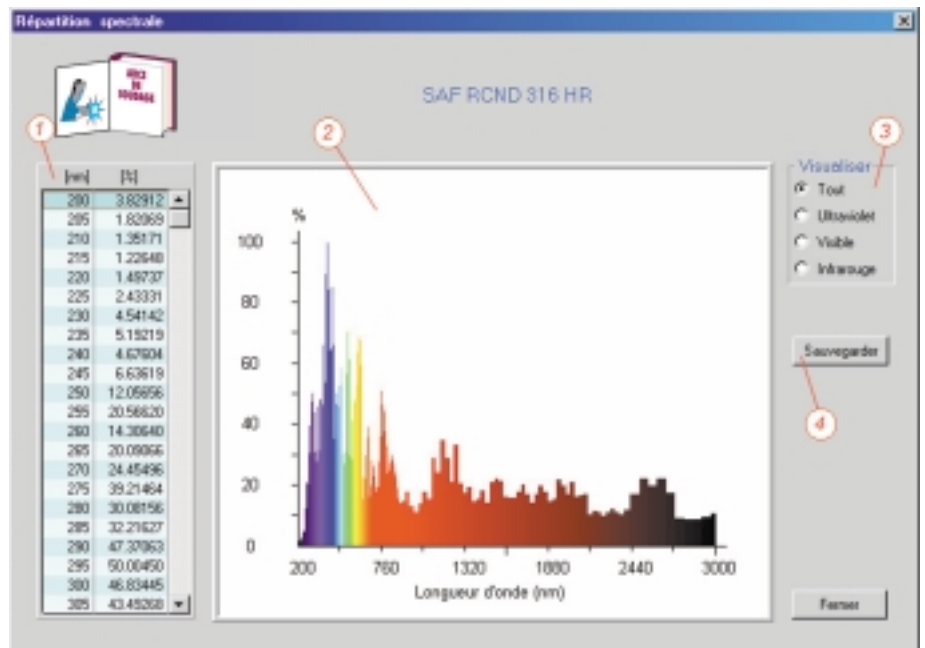 Répartition spectrale
ARCS
DE
SOUDAGE
SAF RCND 316 HR
1
2
3
4
[nm] [%]
200 3.82912
205 1.82069
210 1.35171
215 1.22648
220 1.49737
225 2.43331
230 4.54142
235 5.19219
240 4.67604
245 6.63619
250 12.05656
255 20.56620
260 14.30640
265 20.09066
270 24.45496
275 39.21464
280 30.08156
285 32.21627
290 47.37063
295 50.00450
300 46.83445
305 43.49268
%
100
80
60
40
20
0
200 760 1320 1880 2440 3000
Longueur d'onde (nm)
Visualiser
Tout
Ultraviolet
Visible
Infrarouge
Sauvegarder
Fermer